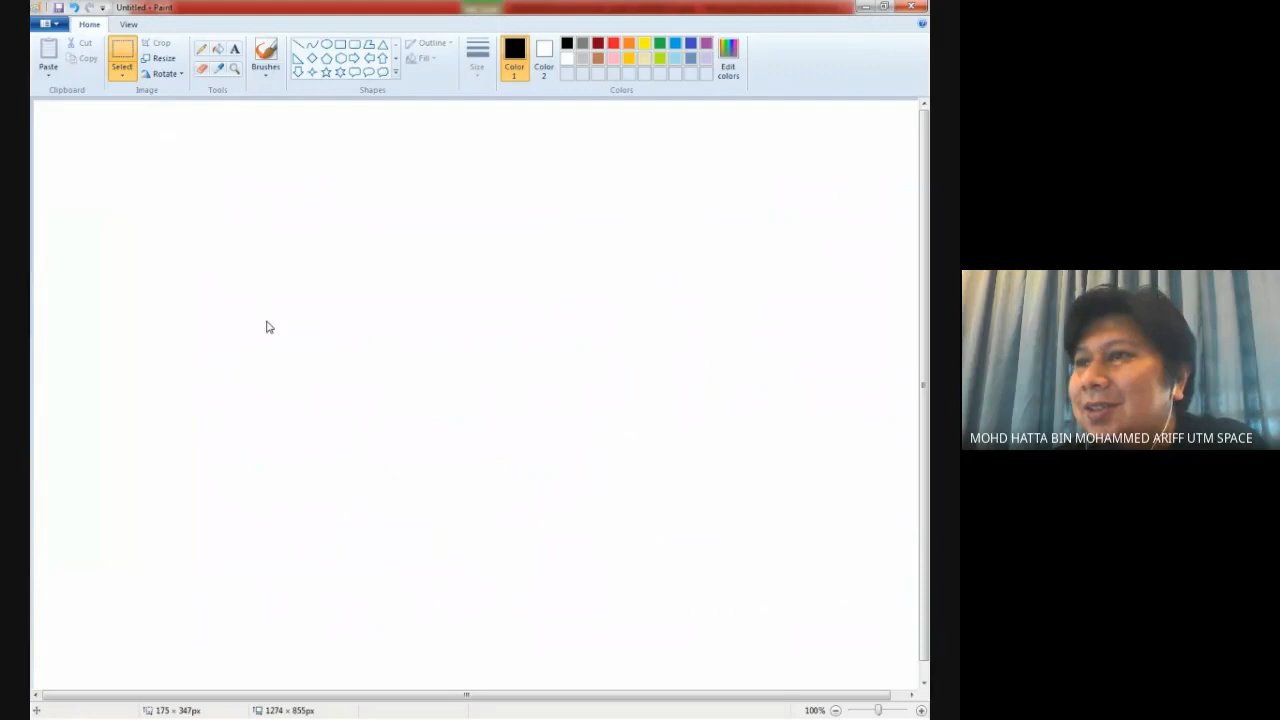 Untitled - Paint
Home View
Paste
Cut
Copy
Clipboard
Select
Crop
Resize
Rotate
Image
A
Tools
Brushes
Outline
Fill
Shapes
Size
Color 1
Color 2
Edit colors
Colors
MOHD HATTA BIN MOHAMMED ARIFF UTM SPACE
175 × 347px
1274 × 855px
100%